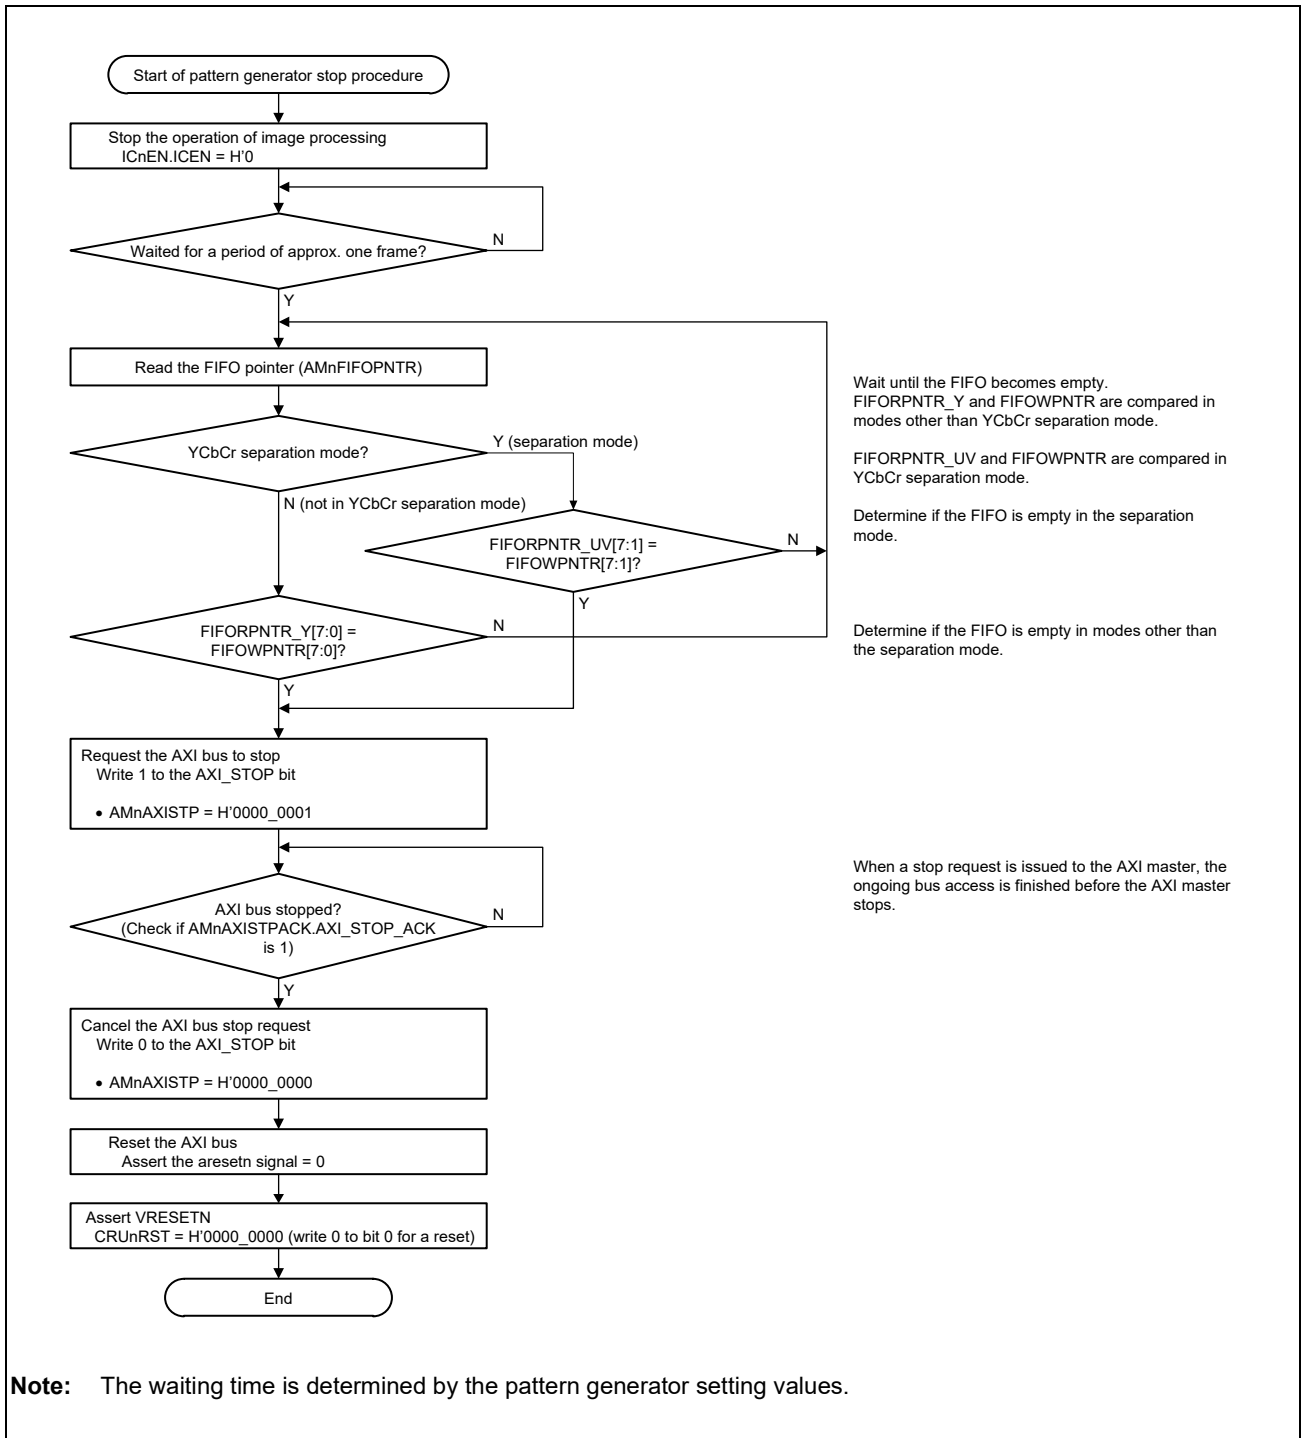 Start of pattern generator stop procedure
Stop the operation of image processing
ICnEN.ICEN = H'0
Waited for a period of approx. one frame?
N
Y
Read the FIFO pointer (AMnFIFOPNTR)
YCbCr separation mode?
Y (separation mode)
N (not in YCbCr separation mode)
FIFORPNTR_UV[7:1] =
FIFOWPNTR[7:1]?
N
Y
FIFORPNTR_Y[7:0] =
FIFOWPNTR[7:0]?
N
Y
Wait until the FIFO becomes empty.
FIFORPNTR_Y and FIFOWPNTR are compared in
modes other than YCbCr separation mode.
FIFORPNTR_UV and FIFOWPNTR are compared in
YCbCr separation mode.
Determine if the FIFO is empty in the separation
mode.
Determine if the FIFO is empty in modes other than
the separation mode.
Request the AXI bus to stop
Write 1 to the AXI_STOP bit
• AMnAXISTP = H'0000_0001
AXI bus stopped?
(Check if AMnAXISTPACK.AXI_STOP_ACK
is 1)
N
Y
When a stop request is issued to the AXI master, the
ongoing bus access is finished before the AXI master
stops.
Cancel the AXI bus stop request
Write 0 to the AXI_STOP bit
• AMnAXISTP = H'0000_0000
Reset the AXI bus
Assert the aresetn signal = 0
Assert VRESETN
CRUnRST = H'0000_0000 (write 0 to bit 0 for a reset)
End
Note: The waiting time is determined by the pattern generator setting values.